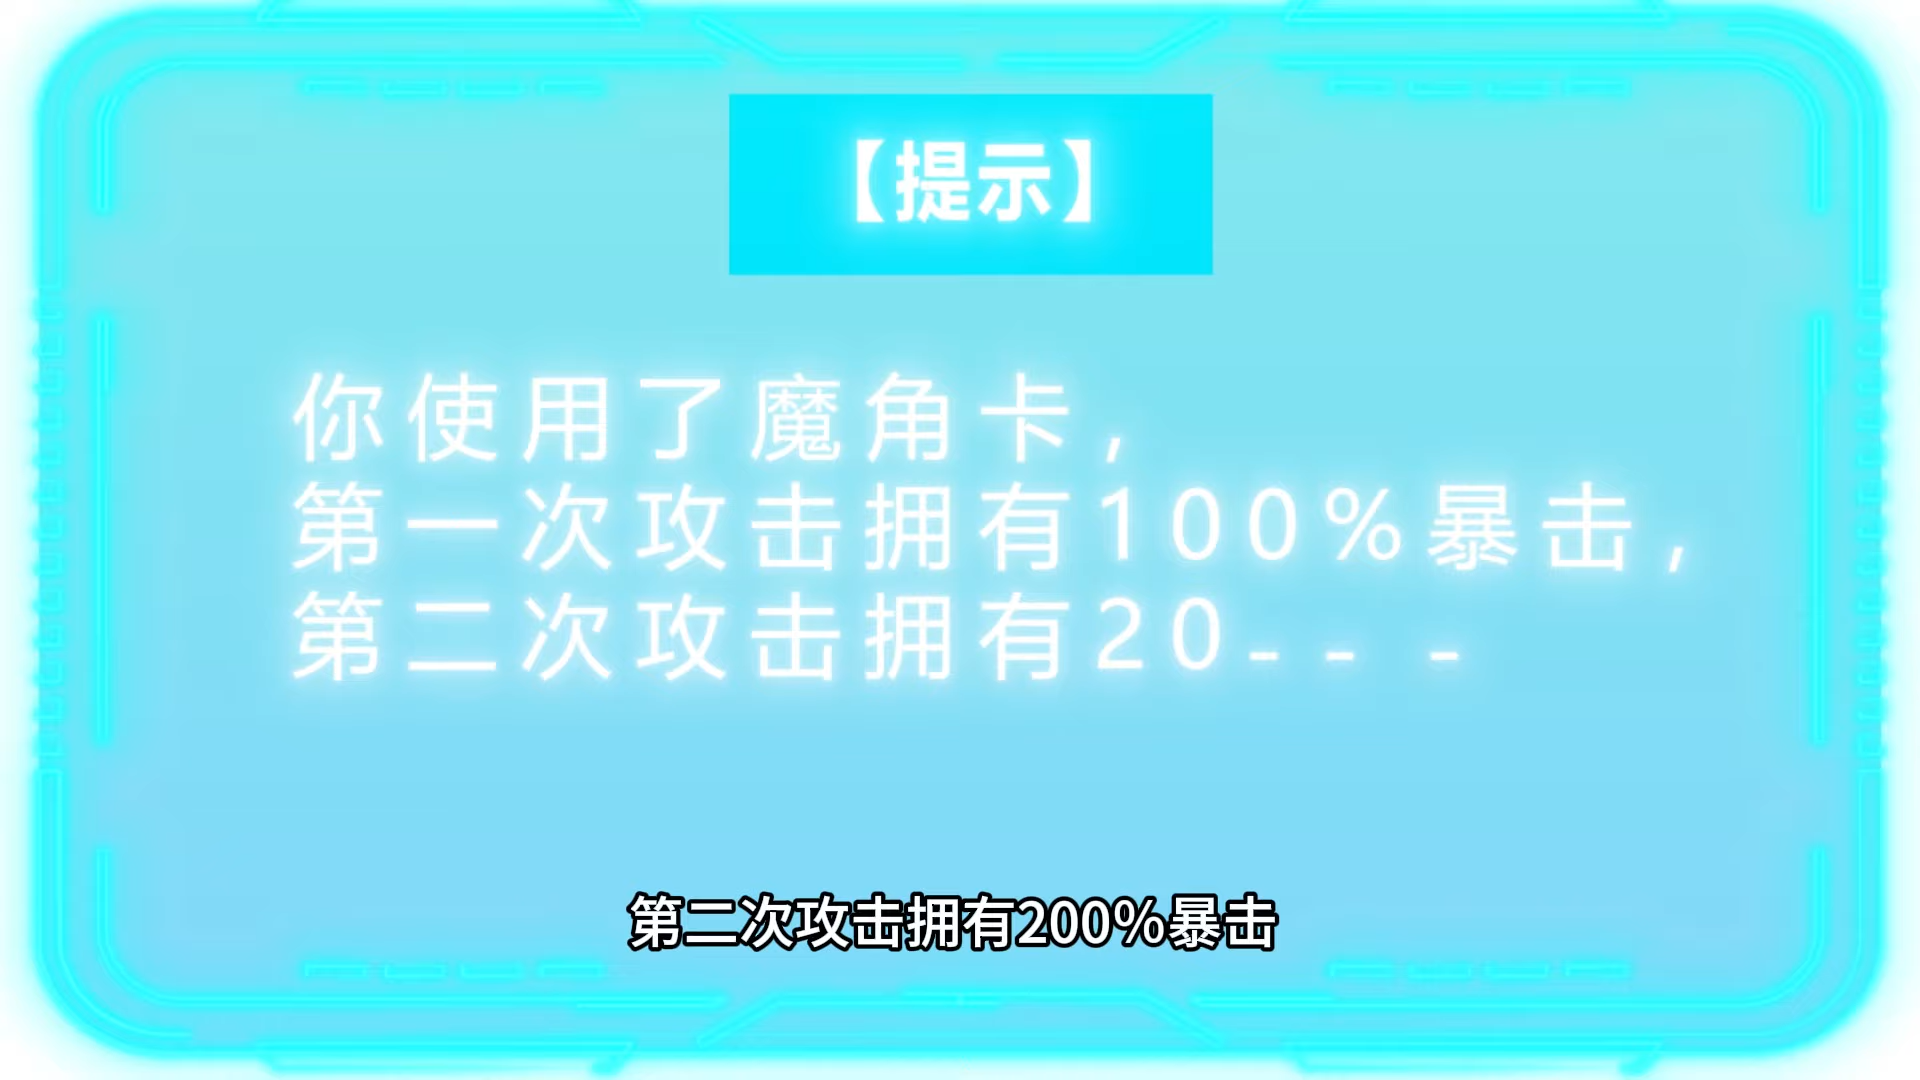 【提示】
你使用了魔角卡,
第一次攻击拥有100%暴击,
第二次攻击拥有20-- -
第二次攻击拥有200%暴击